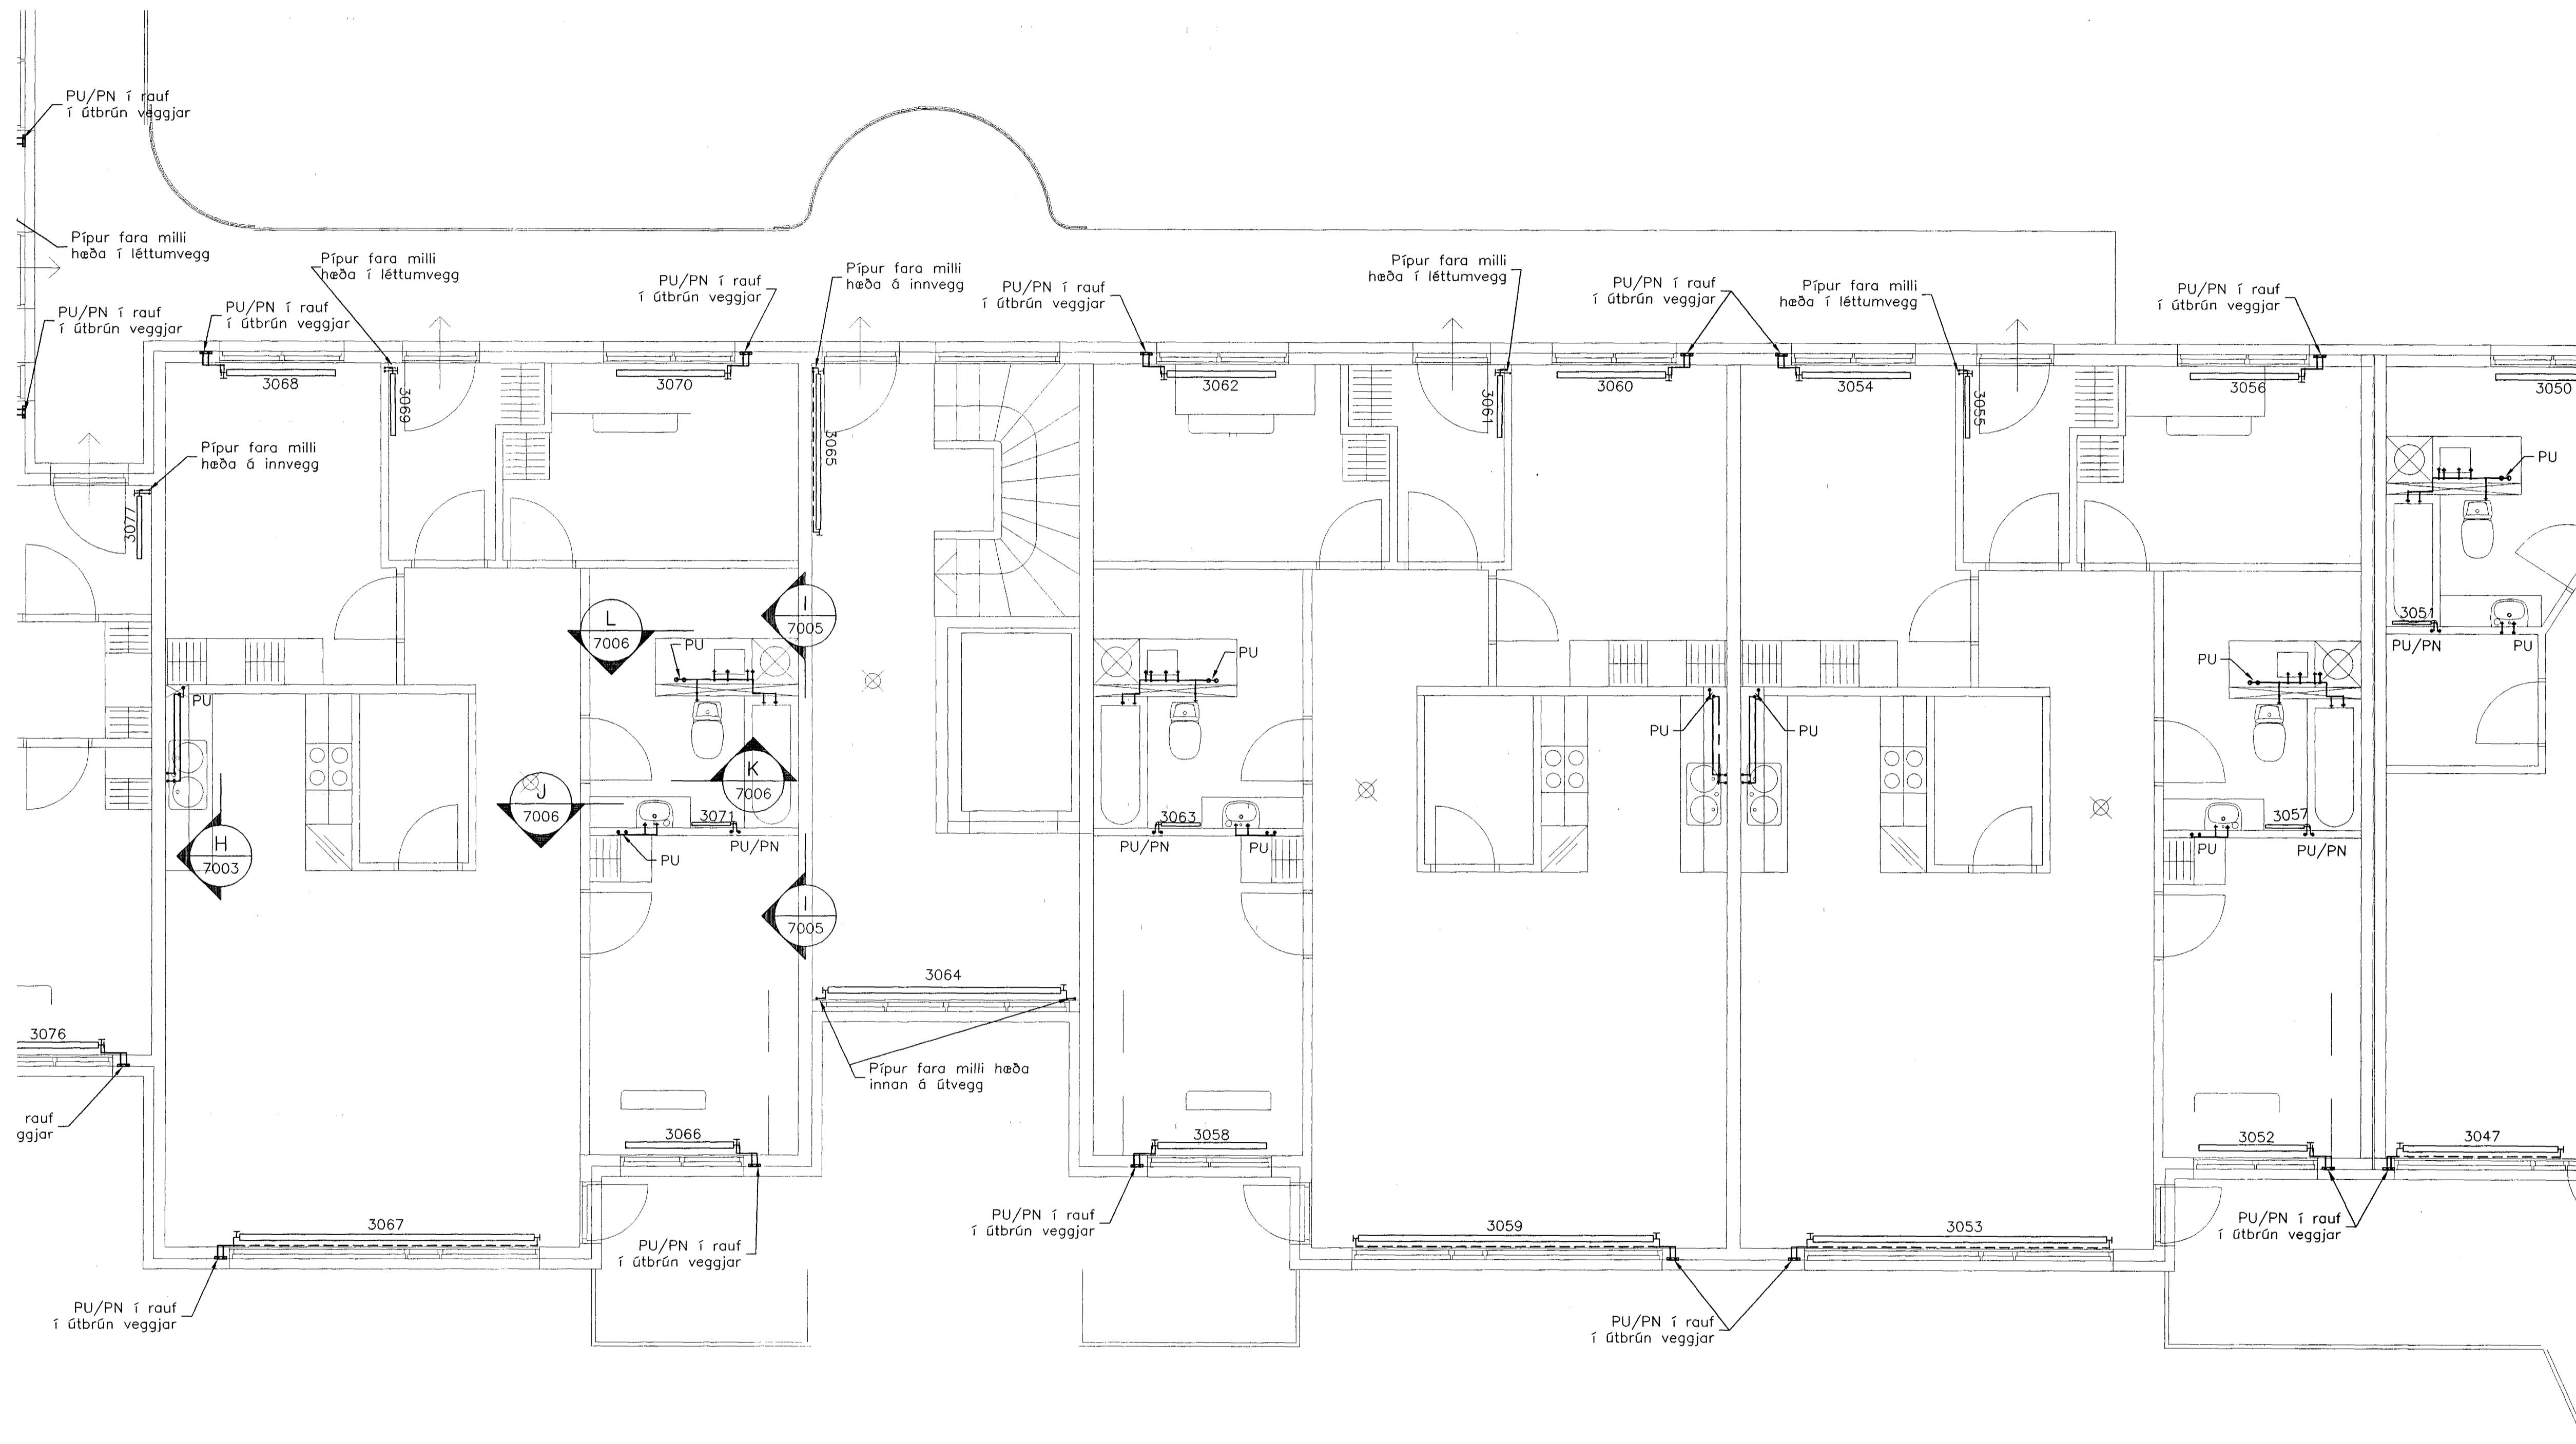 PU/PN í rauf
í útbrún veggjar
Pípur fara milli
hæða í léttumvegg
PU/PN í rauf
í útbrún veggjar
PU/PN í rauf
í útbrún veggjar
Pípur fara milli
hæða í léttumvegg
PU/PN í rauf
í útbrún veggjar
Pípur fara milli
hæða á innvegg
PU/PN í rauf
í útbrún veggjar
Pípur fara milli
hæða í léttumvegg
PU/PN í rauf
í útbrún veggjar
Pípur fara milli
hæða í léttumvegg
PU/PN í rauf
í útbrún veggjar
3068
3069
3070
3065
3062
3061
3060
3054
3055
3056
3050
Pípur fara milli
hæða á innvegg
3077
PU
L
7006
I
7005
PU
PU
PU
3051
PU/PN
PU
PU
PU
PU
J
7006
K
7006
3071
3063
3057
H
7003
PU
PU/PN
PU/PN
PU
PU
PU/PN
I
7005
3064
3076
Pípur fara milli hæða
innan á útvegg
rauf
ggjar
3066
3058
3052
3047
3067
3059
3053
PU/PN í rauf
í útbrún veggjar
PU/PN í rauf
í útbrún veggjar
PU/PN í rauf
í útbrún veggjar
PU/PN í rauf
í útbrún veggjar
PU/PN í rauf
í útbrún veggjar